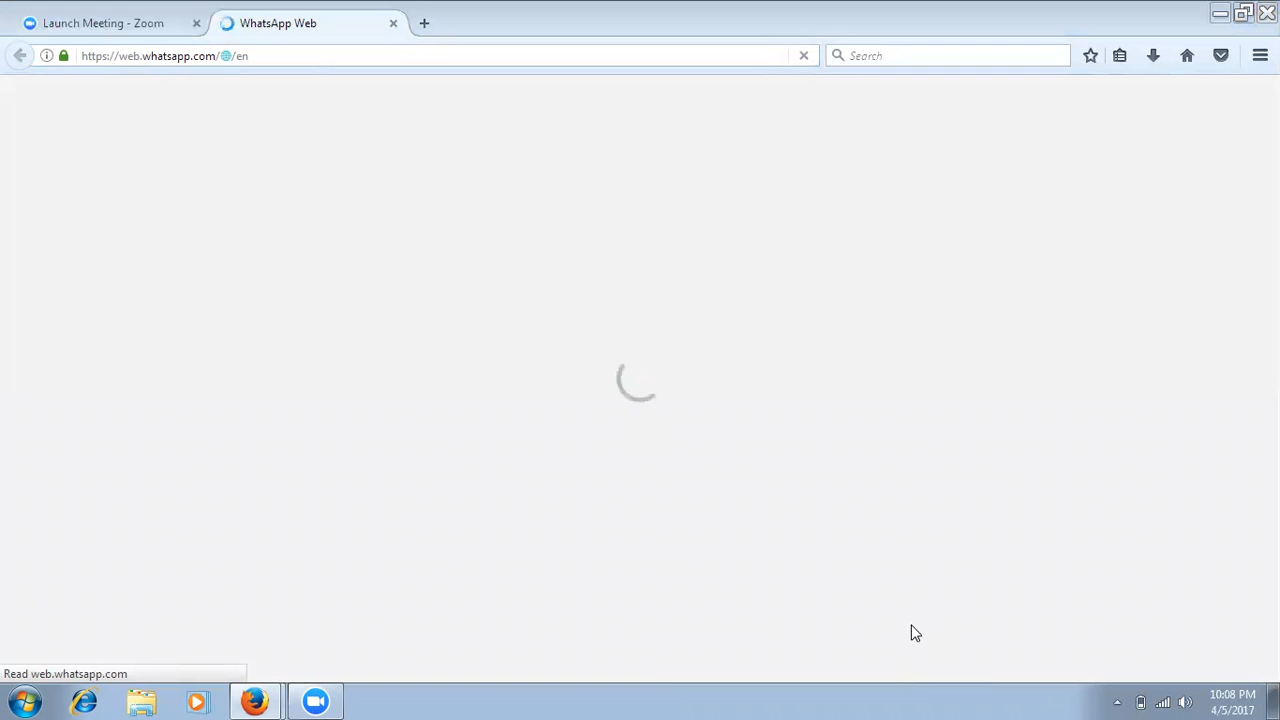 Launch Meeting - Zoom
WhatsApp Web
https://web.whatsapp.com/🌐/en
Search
Read web.whatsapp.com
10:08 PM
4/5/2017